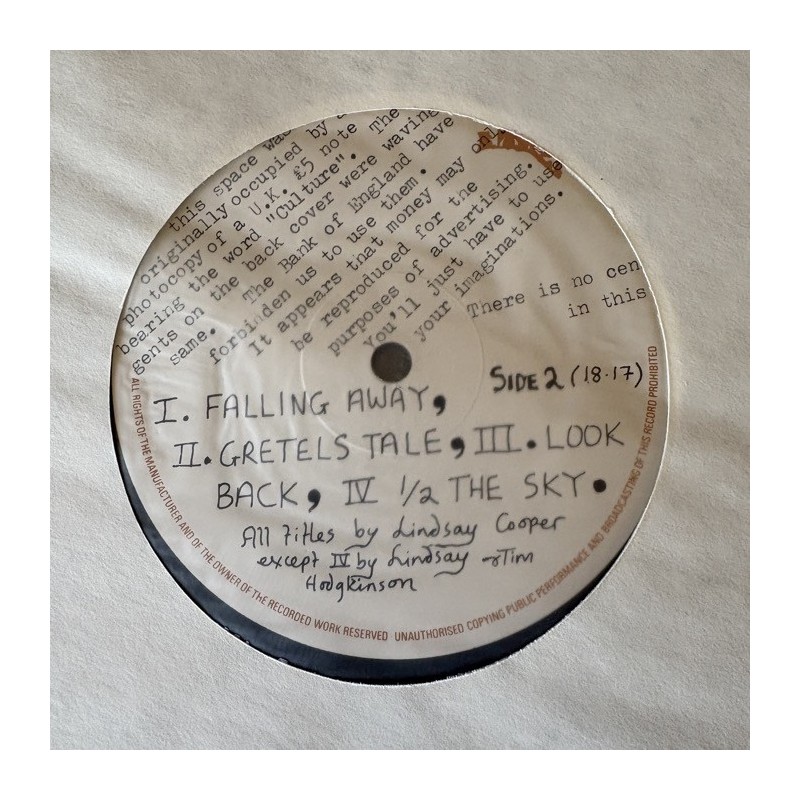 this space was
originally occupied by a
photocopy of a U.K. £5 note
bearing the word "Culture". The
gents on the back cover were waving
same. The Bank of England have
forbidden us to use them.
It appears that money may only
be reproduced for the
purposes of advertising.
You'll just have to use
your imaginations.
There is no cen
in this
SIDE 2 (18.17)
I. FALLING AWAY,
II. GRETELS TALE, III. LOOK
BACK, IV 1/2 THE SKY.
All titles by Lindsay Cooper
except IV by Lindsay & Tim
Hodgkinson
ALL RIGHTS OF THE MANUFACTURER AND OF THE OWNER OF THE RECORDED WORK RESERVED UNAUTHORISED COPYING PUBLIC PERFORMANCE AND BROADCASTING OF THIS RECORD PROHIBITED